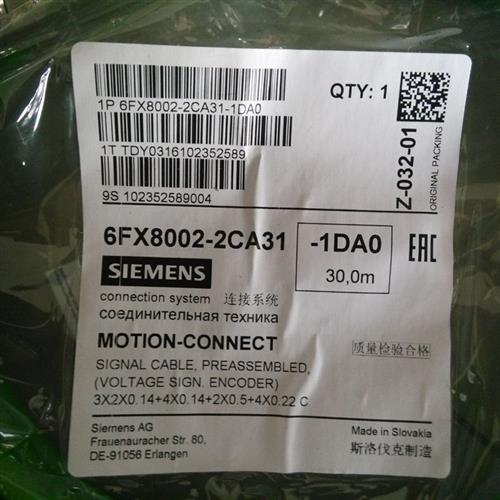 1P 6FX8002-2CA31-1DA0
QTY: 1
1T TDY0316102352589
9S 102352589004
Z-032-01
ORIGINAL PACKING
6FX8002-2CA31 -1DA0
30,0m
EAC
SIEMENS
connection system 连接系统
соединительная техника
MOTION-CONNECT
质量检验合格
SIGNAL CABLE, PREASSEMBLED,
(VOLTAGE SIGN. ENCODER)
3X2X0.14+4X0.14+2X0.5+4X0.22 C
Siemens AG
Frauenauracher Str. 80,
DE-91056 Erlangen
Made in Slovakia
斯洛伐克制造